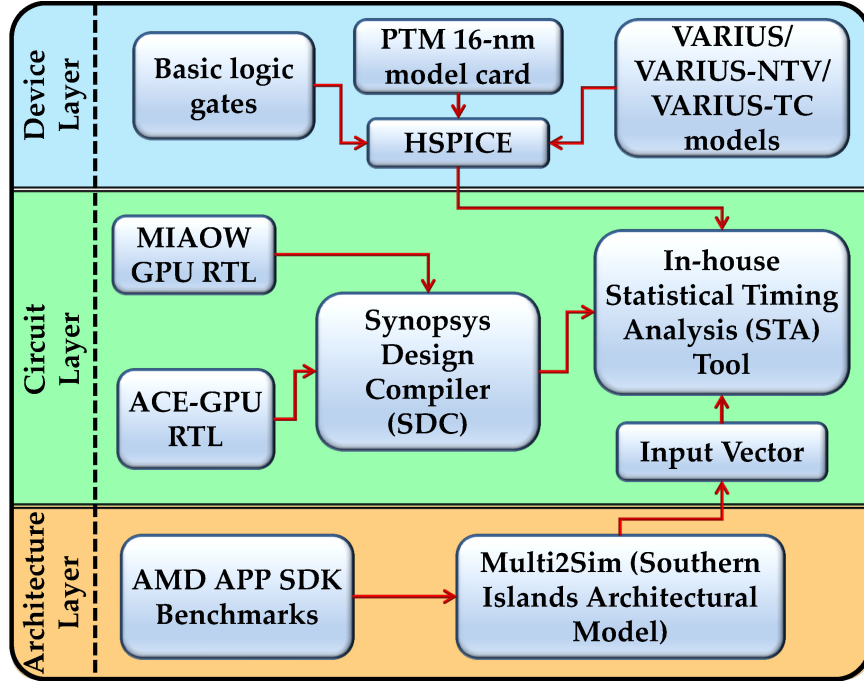 Device
Layer
Basic logic
gates
PTM 16-nm
model card
HSPICE
VARIUS/
VARIUS-NTV/
VARIUS-TC
models
Circuit
Layer
MIAOW
GPU RTL
ACE-GPU
RTL
Synopsys
Design
Compiler
(SDC)
In-house
Statistical Timing
Analysis (STA)
Tool
Input Vector
Architecture
Layer
AMD APP SDK
Benchmarks
Multi2Sim (Southern
Islands Architectural
Model)